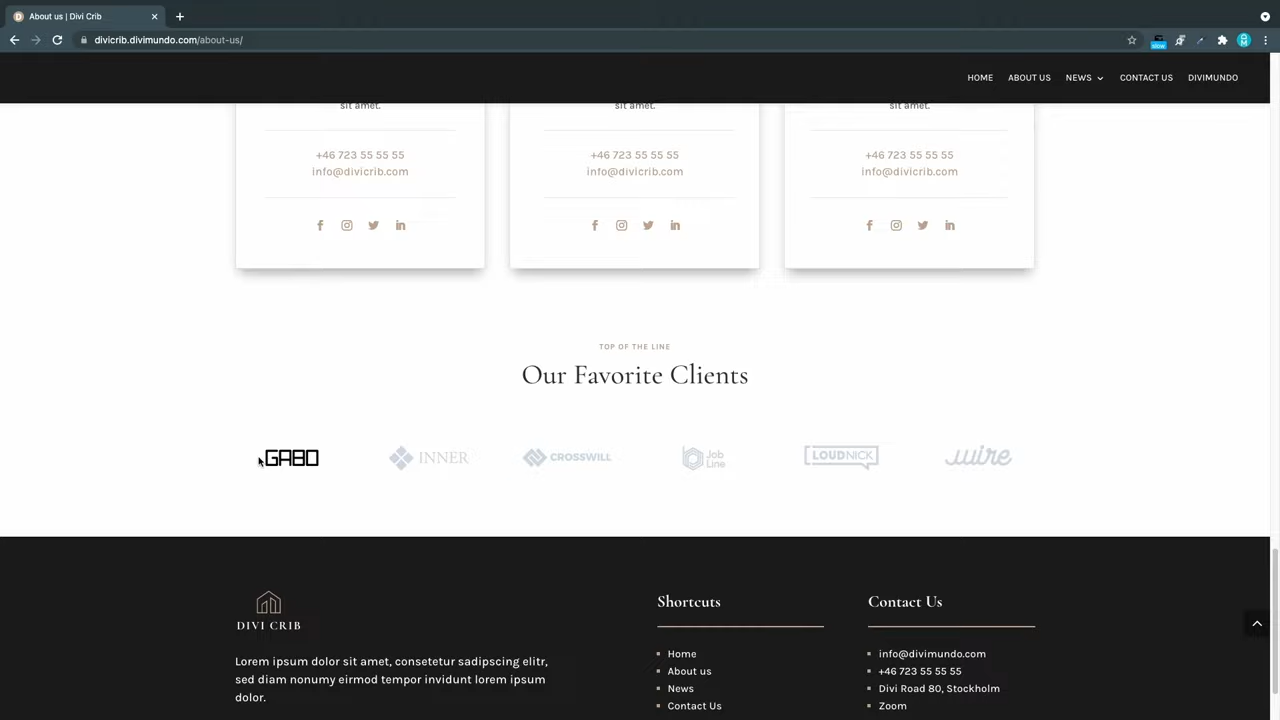 About us | Divi Crib
divicrib.divimundo.com/about-us/
slow
HOME ABOUT US NEWS CONTACT US DIVIMUNDO
sit amet. sit amet. sit amet.
+46 723 55 55 55 +46 723 55 55 55 +46 723 55 55 55
info@divicrib.com info@divicrib.com info@divicrib.com
TOP OF THE LINE
Our Favorite Clients
GABO INNER CROSSWILL Job Line LOUDNICK wire
DIVI CRIB
Lorem ipsum dolor sit amet, consetetur sadipscing elitr,
sed diam nonumy eirmod tempor invidunt lorem ipsum
dolor.
Shortcuts
Home
About us
News
Contact Us
Contact Us
info@divimundo.com
+46 723 55 55 55
Divi Road 80, Stockholm
Zoom